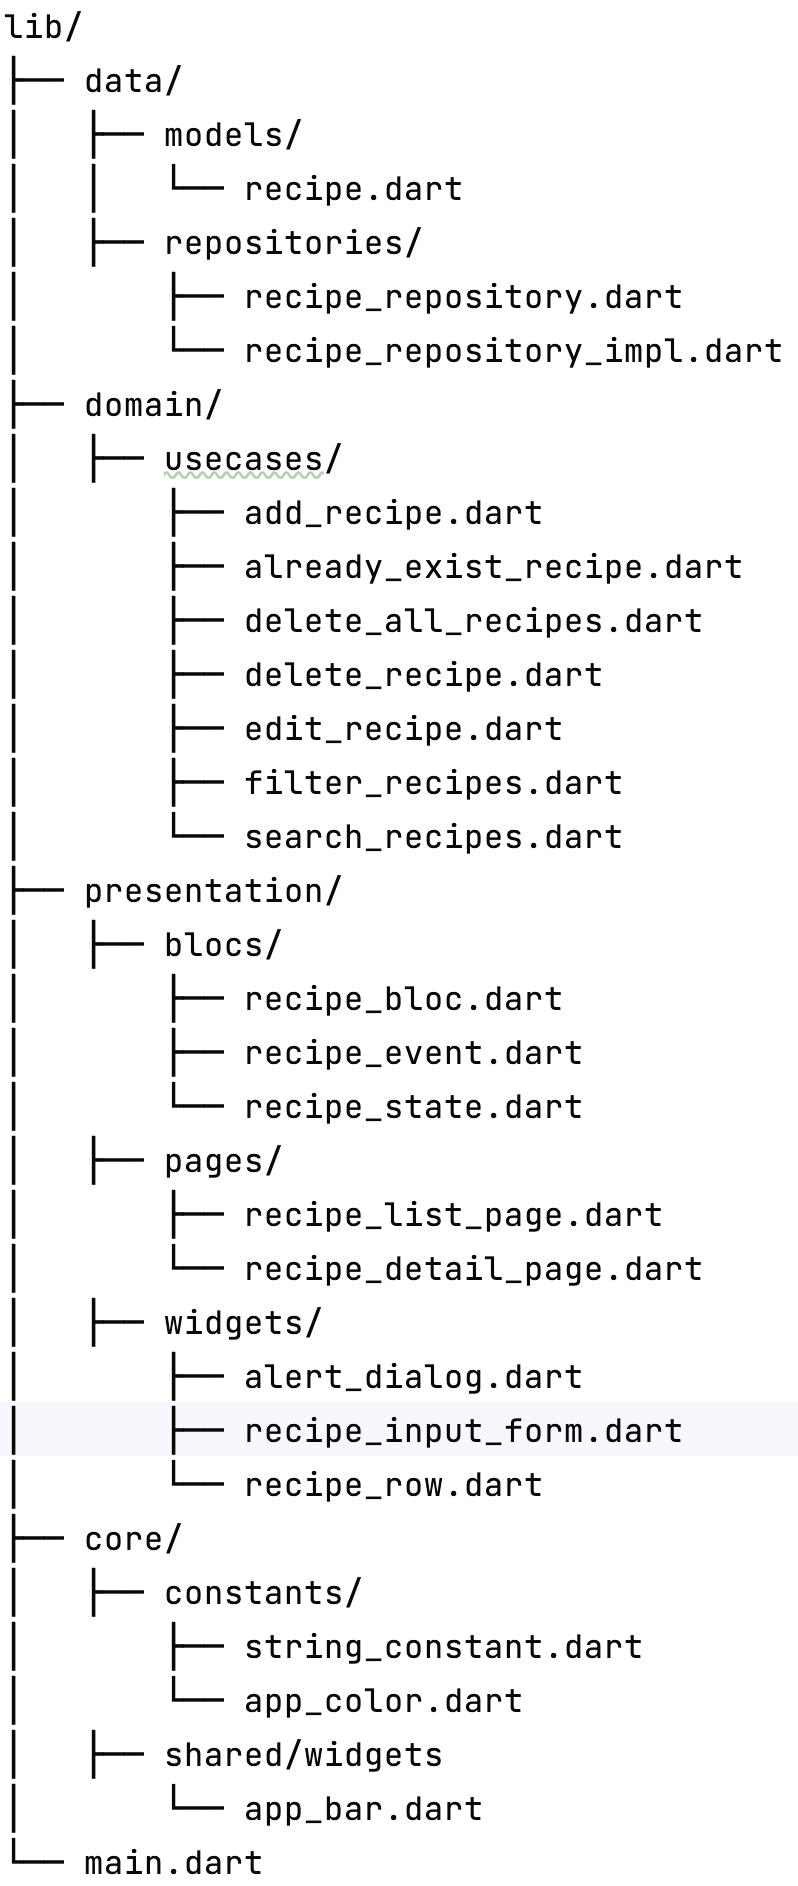 lib/
├── data/
│   ├── models/
│   │   └── recipe.dart
│   ├── repositories/
│       ├── recipe_repository.dart
│       └── recipe_repository_impl.dart
├── domain/
│   ├── usecases/
│       ├── add_recipe.dart
│       ├── already_exist_recipe.dart
│       ├── delete_all_recipes.dart
│       ├── delete_recipe.dart
│       ├── edit_recipe.dart
│       ├── filter_recipes.dart
│       └── search_recipes.dart
├── presentation/
│   ├── blocs/
│       ├── recipe_bloc.dart
│       ├── recipe_event.dart
│       └── recipe_state.dart
│   ├── pages/
│       ├── recipe_list_page.dart
│       └── recipe_detail_page.dart
│   ├── widgets/
│       ├── alert_dialog.dart
│       ├── recipe_input_form.dart
│       └── recipe_row.dart
├── core/
│   ├── constants/
│       ├── string_constant.dart
│       └── app_color.dart
│   ├── shared/widgets
│       └── app_bar.dart
└── main.dart